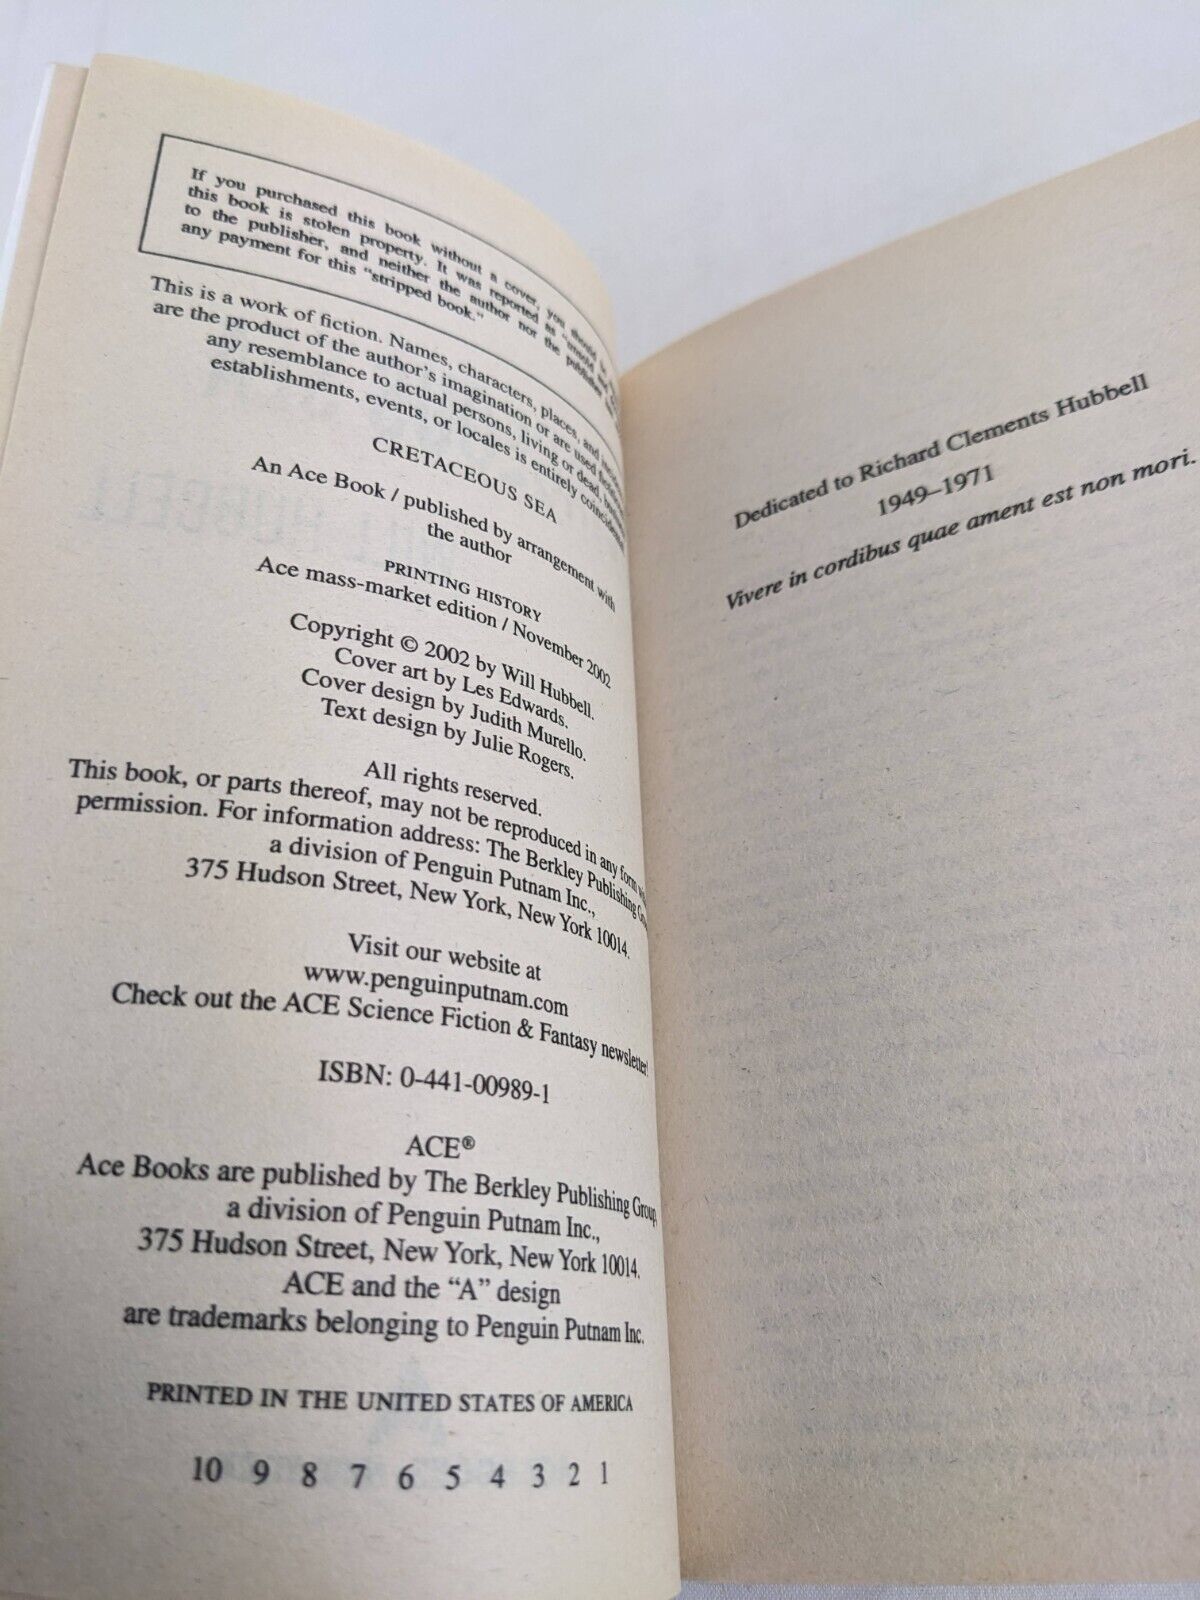 If you purchased this book without a cover, you should be
this book is stolen property. It was reported as "unsold and
to the publisher, and neither the author nor the publisher has
any payment for this "stripped book."
This is a work of fiction. Names, characters, places, and
are the product of the author's imagination or are used
any resemblance to actual persons, living or dead,
establishments, events, or locales is entirely coincidental.
CRETACEOUS SEA
An Ace Book / published by arrangement with
the author
PRINTING HISTORY
Ace mass-market edition / November 2002
Copyright © 2002 by Will Hubbell.
Cover art by Les Edwards.
Cover design by Judith Murello.
Text design by Julie Rogers.
All rights reserved.
This book, or parts thereof, may not be reproduced in any form
permission. For information address: The Berkley Publishing
a division of Penguin Putnam Inc.,
375 Hudson Street, New York, New York 10014.
Visit our website at
www.penguinputnam.com
Check out the ACE Science Fiction & Fantasy newsletter!
ISBN: 0-441-00989-1
ACE®
Ace Books are published by The Berkley Publishing Group,
a division of Penguin Putnam Inc.,
375 Hudson Street, New York, New York 10014.
ACE and the "A" design
are trademarks belonging to Penguin Putnam Inc.
PRINTED IN THE UNITED STATES OF AMERICA
10 9 8 7 6 5 4 3 2 1
Dedicated to Richard Clements Hubbell
1949–1971
Vivere in cordibus quae ament est non mori.